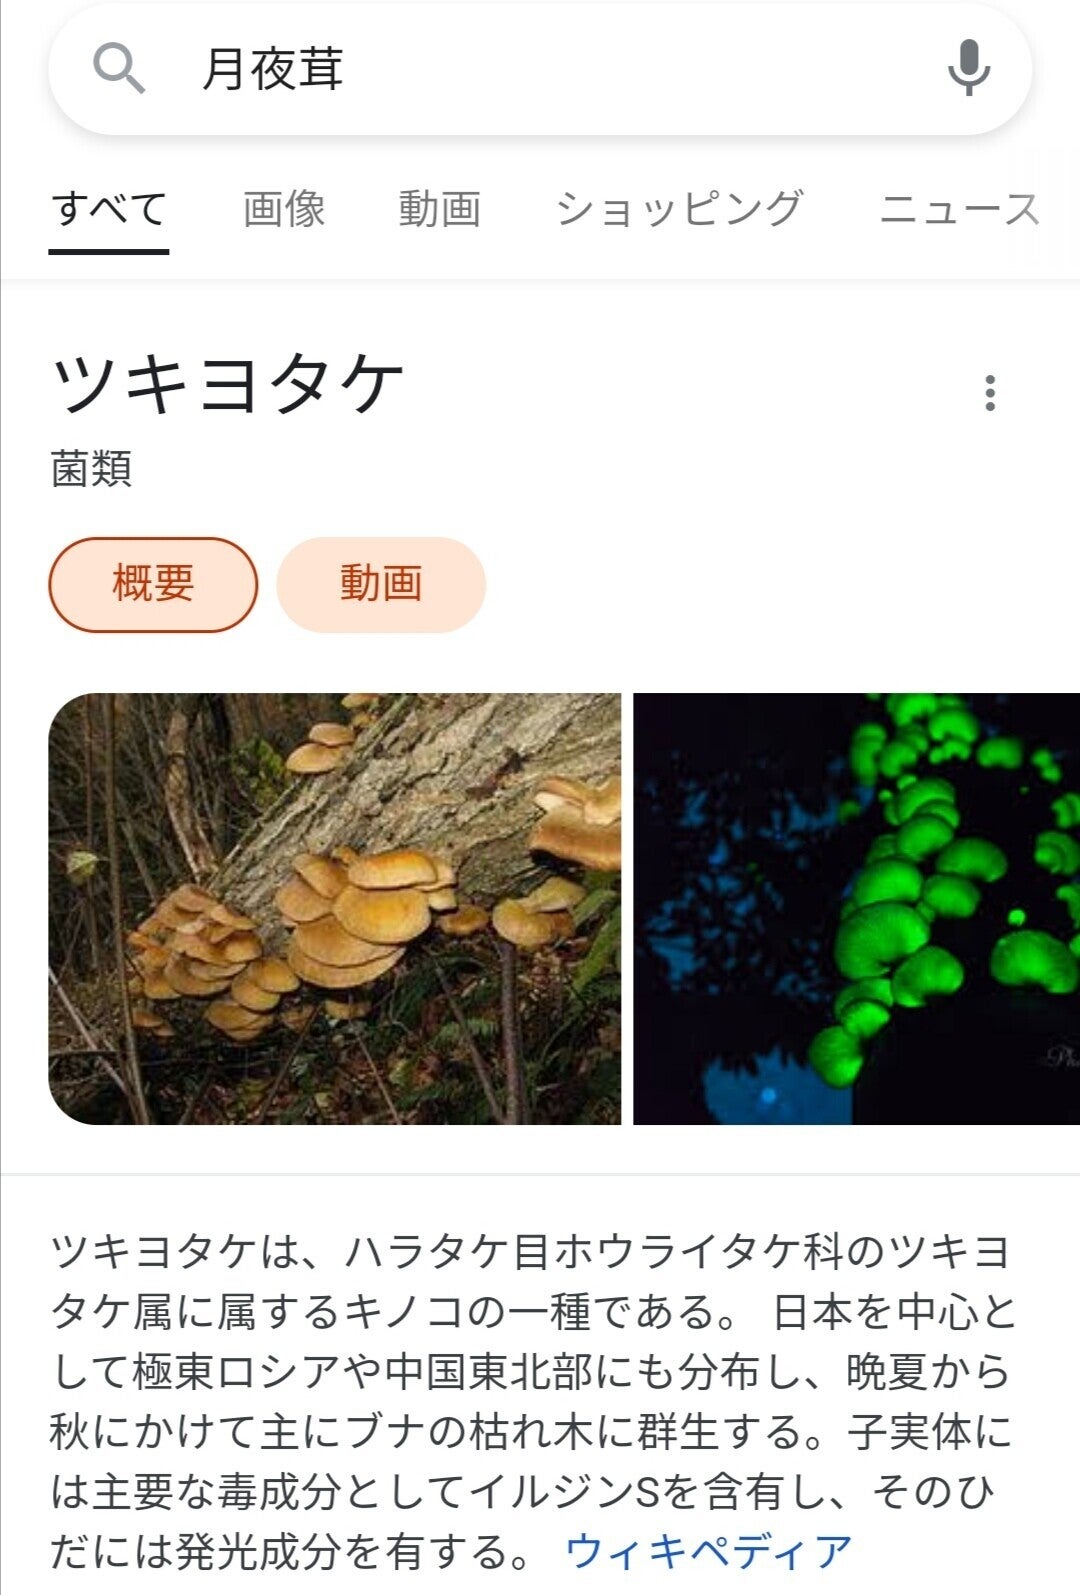 月夜茸
すべて 画像 動画 ショッピング ニュース
ツキヨタケ
菌類
概要 動画
ツキヨタケは、ハラタケ目ホウライタケ科のツキヨ
タケ属に属するキノコの一種である。 日本を中心と
して極東ロシアや中国東北部にも分布し、晩夏から
秋にかけて主にブナの枯れ木に群生する。子実体に
は主要な毒成分としてイルジンSを含有し、そのひ
だには発光成分を有する。 ウィキペディア